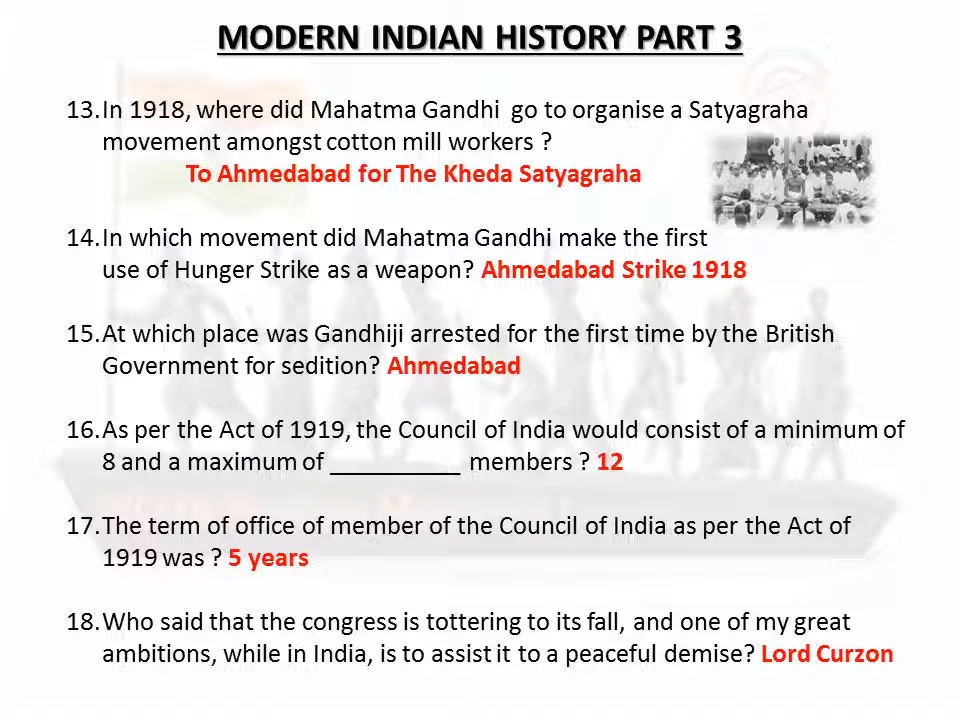 MODERN INDIAN HISTORY PART 3
13. In 1918, where did Mahatma Gandhi go to organise a Satyagraha
movement amongst cotton mill workers ?
To Ahmedabad for The Kheda Satyagraha
14. In which movement did Mahatma Gandhi make the first
use of Hunger Strike as a weapon? Ahmedabad Strike 1918
15. At which place was Gandhiji arrested for the first time by the British
Government for sedition? Ahmedabad
16. As per the Act of 1919, the Council of India would consist of a minimum of
8 and a maximum of __________ members ? 12
17. The term of office of member of the Council of India as per the Act of
1919 was ? 5 years
18. Who said that the congress is tottering to its fall, and one of my great
ambitions, while in India, is to assist it to a peaceful demise? Lord Curzon